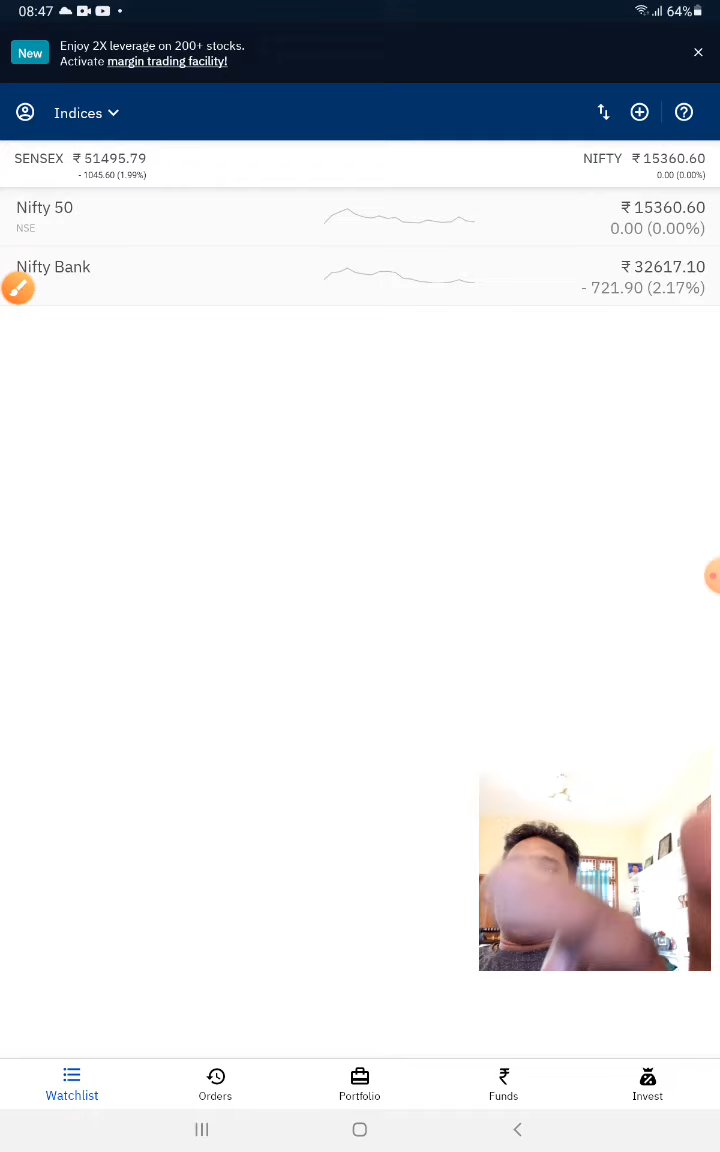 08:47
64%
New
Enjoy 2X leverage on 200+ stocks.
Activate margin trading facility!
Indices
SENSEX ₹ 51495.79
- 1045.60 (1.99%)
NIFTY ₹ 15360.60
0.00 (0.00%)
Nifty 50
NSE
₹ 15360.60
0.00 (0.00%)
Nifty Bank
₹ 32617.10
- 721.90 (2.17%)
Watchlist
Orders
Portfolio
Funds
Invest